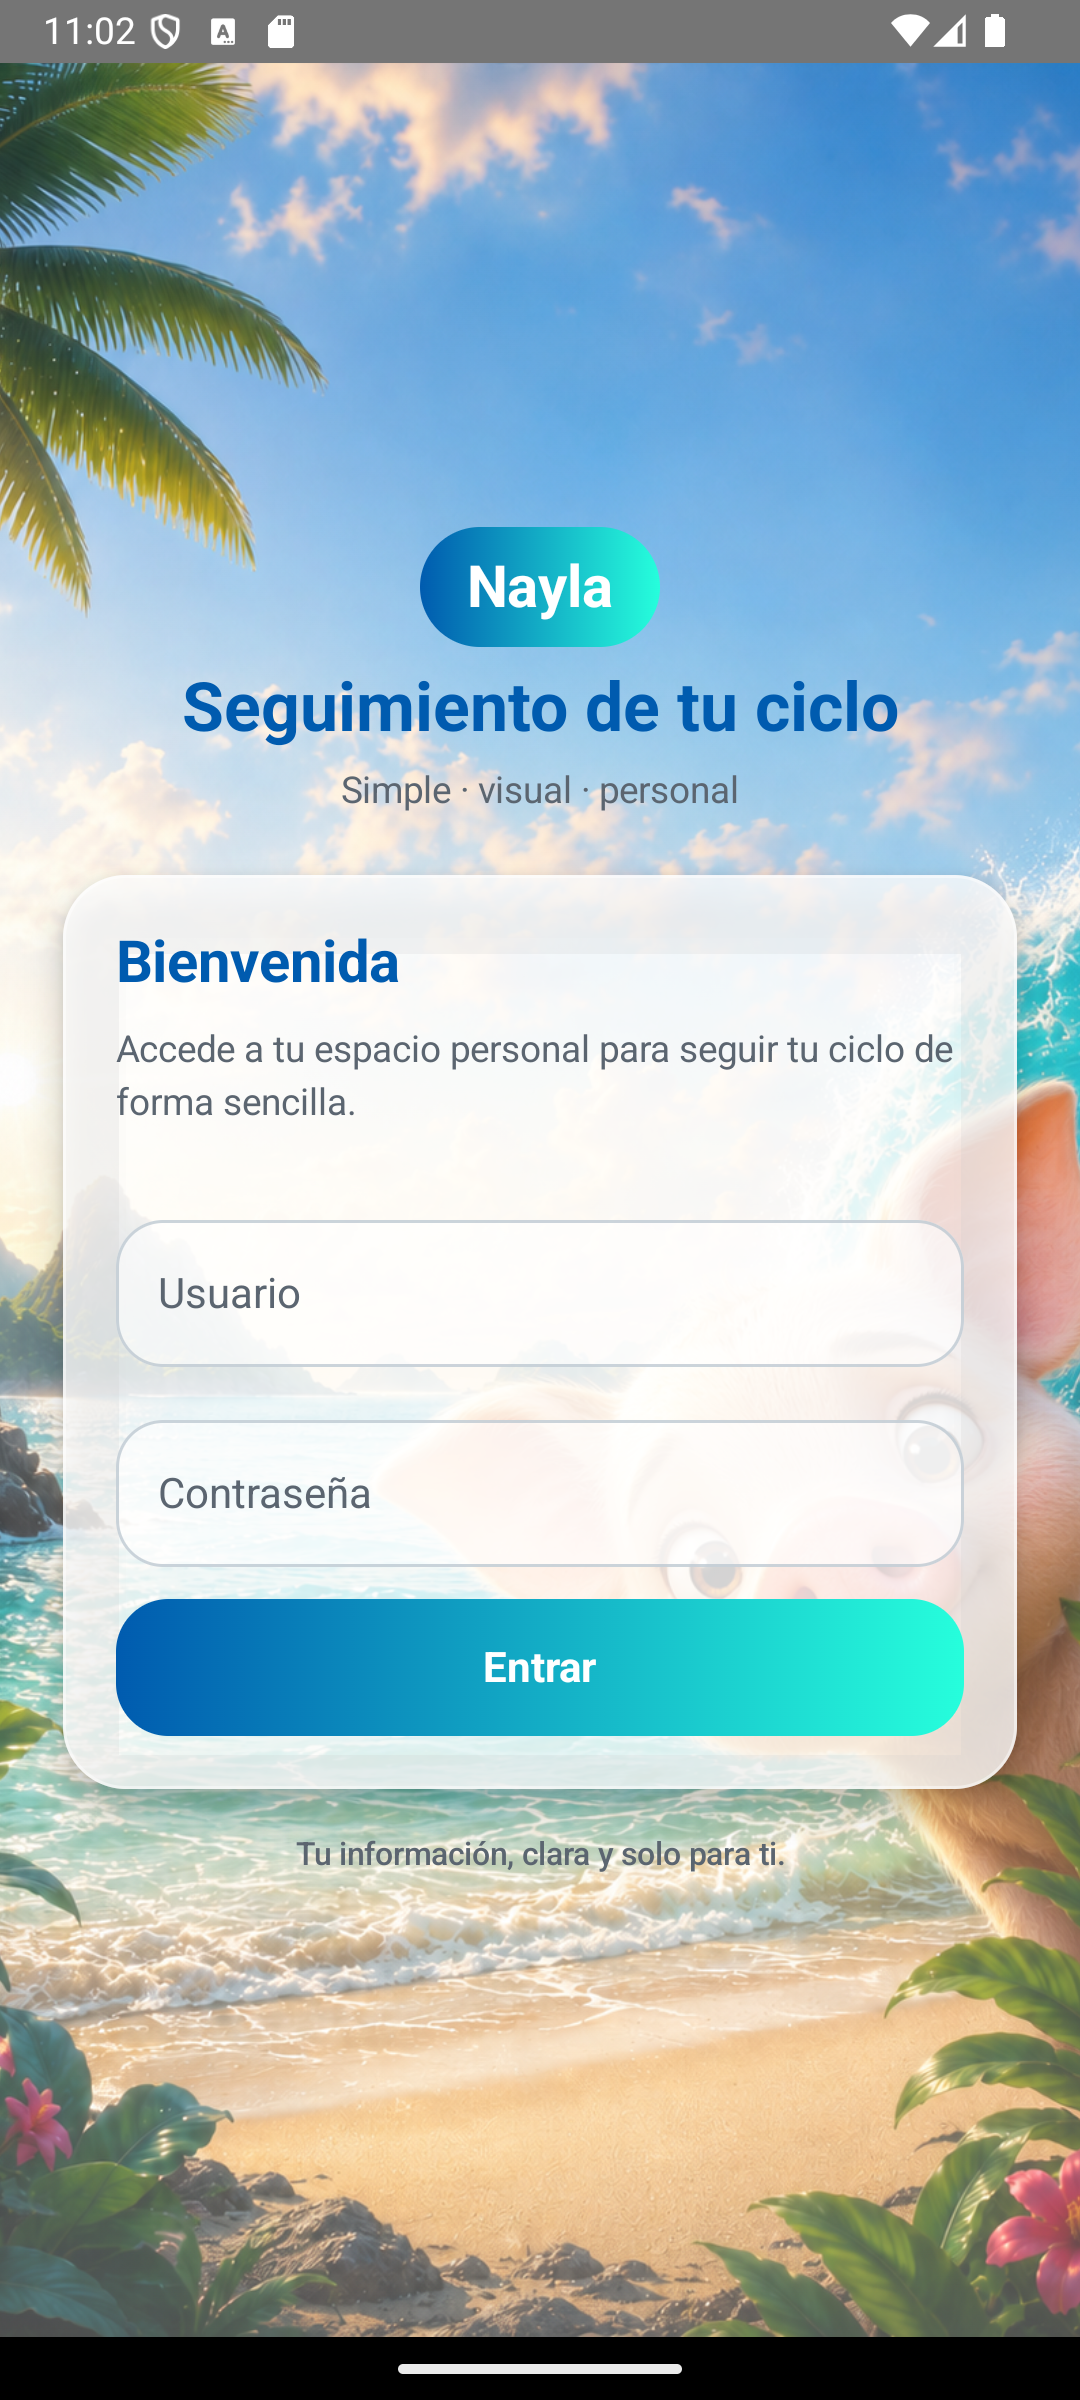 11:02
Nayla
Seguimiento de tu ciclo
Simple · visual · personal
Bienvenida
Accede a tu espacio personal para seguir tu ciclo de
forma sencilla.
Usuario
Contraseña
Entrar
Tu información, clara y solo para ti.